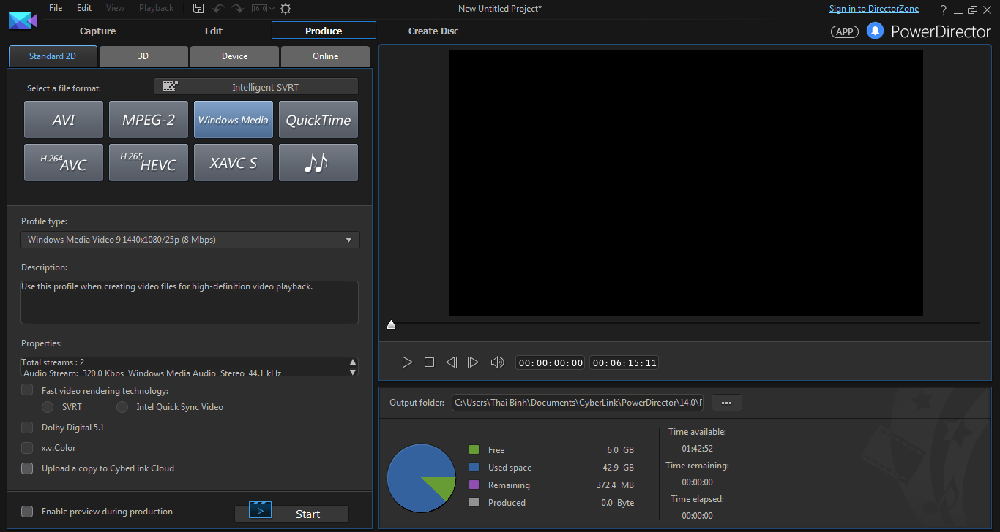 File Edit View Playback 16:9 New Untitled Project* Sign in to DirectorZone ?
Capture Edit Produce Create Disc APP PowerDirector
Standard 2D 3D Device Online
Select a file format: Intelligent SVRT
AVI MPEG-2 Windows Media QuickTime
H.264 AVC H.265 HEVC XAVC S
Profile type:
Windows Media Video 9 1440x1080/25p (8 Mbps)
Description:
Use this profile when creating video files for high-definition video playback.
Properties:
Total streams : 2
Audio Stream: 320.0 Kbps Windows Media Audio Stereo 44.1 kHz
Fast video rendering technology:
SVRT Intel Quick Sync Video
Dolby Digital 5.1
x.v.Color
Upload a copy to CyberLink Cloud
Enable preview during production Start
00:00:00:00 00:06:15:11
Output folder: C:\Users\Thai Binh\Documents\CyberLink\PowerDirector\14.0\P ...
Free 6.0 GB
Used space 42.9 GB
Remaining 372.4 MB
Produced 0.0 Byte
Time available:
01:42:52
Time remaining:
00:00:00
Time elapsed:
00:00:00